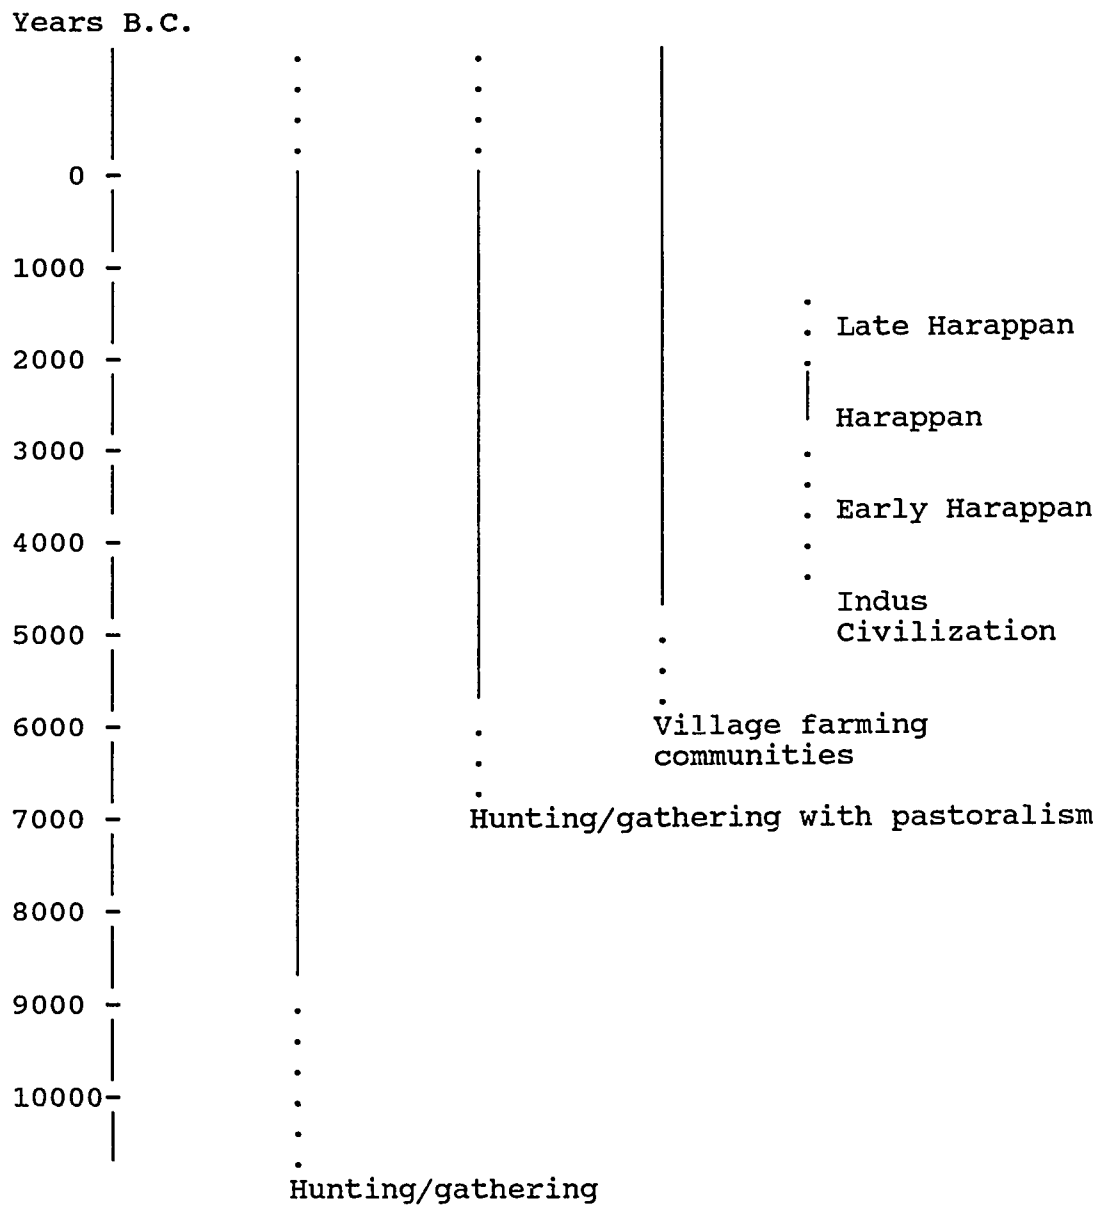 Years B.C.
0
1000
Late Harappan
2000
Harappan
3000
Early Harappan
4000
Indus
Civilization
5000
6000
Village farming
communities
7000
Hunting/gathering with pastoralism
8000
9000
10000
Hunting/gathering